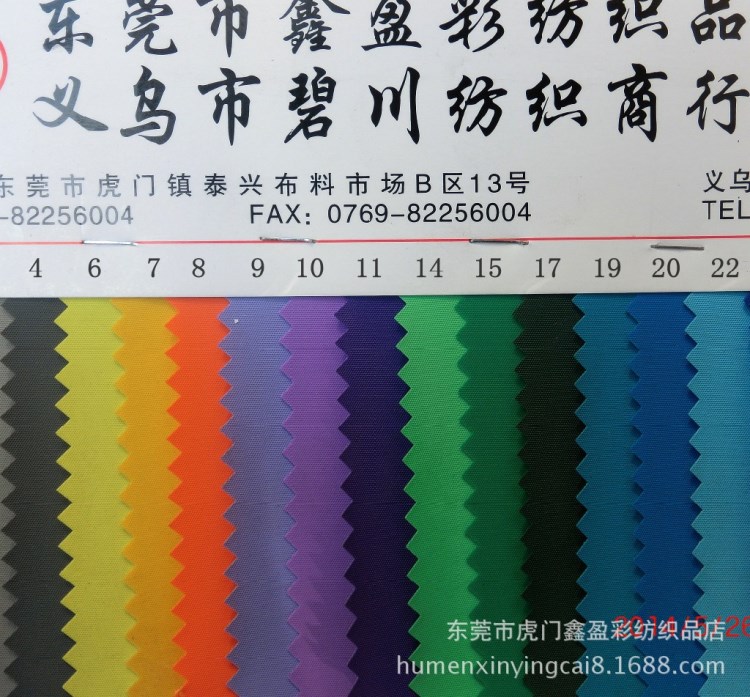 东莞市鑫盈彩纺织品
义乌市碧川纺织商行
东莞市虎门镇泰兴布料市场B区13号
义乌
-82256004 FAX: 0769-82256004 TEL
4 6 7 8 9 10 11 14 15 17 19 20 22
2014/5/26
东莞市虎门鑫盈彩纺织品店
humenxinyingcai8.1688.com